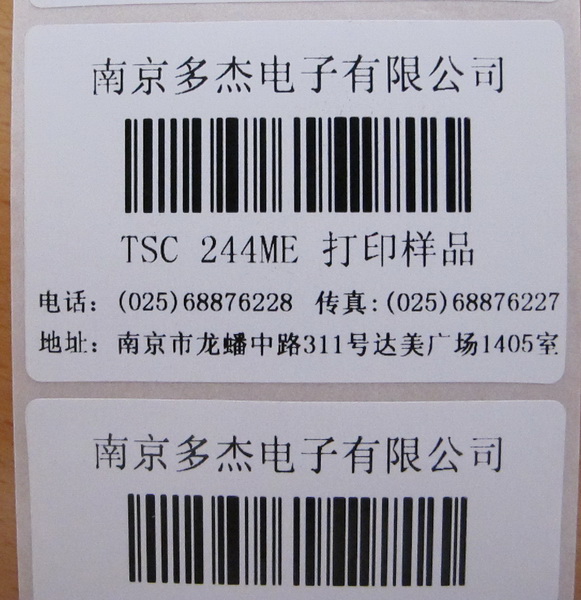 南京多杰电子有限公司
TSC 244ME 打印样品
电话：(025)68876228 传真:(025)68876227
地址：南京市龙蟠中路311号达美广场1405室
南京多杰电子有限公司